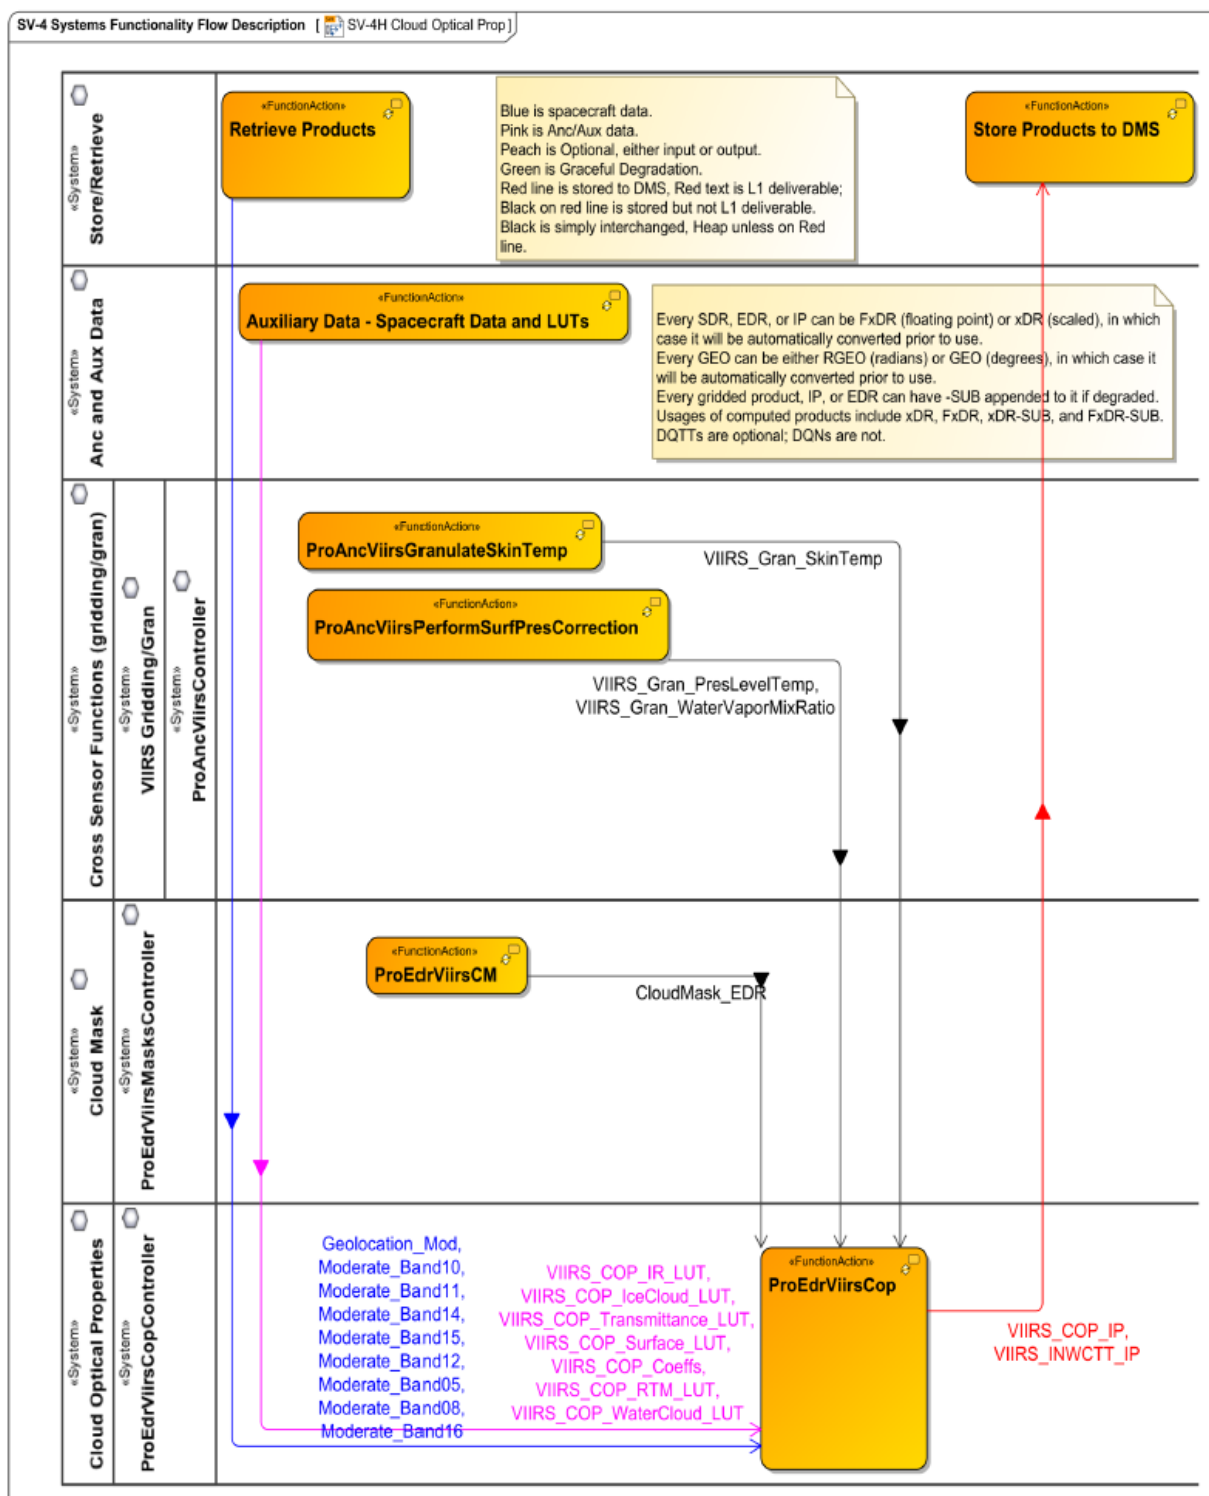 SV-4 Systems Functionality Flow Description [ SV-4H Cloud Optical Prop ]
«System»
Store/Retrieve
«FunctionAction»
Retrieve Products
Blue is spacecraft data.
Pink is Anc/Aux data.
Peach is Optional, either input or output.
Green is Graceful Degradation.
Red line is stored to DMS, Red text is L1 deliverable;
Black on red line is stored but not L1 deliverable.
Black is simply interchanged, Heap unless on Red
line.
«FunctionAction»
Store Products to DMS
«System»
Anc and Aux Data
«FunctionAction»
Auxiliary Data - Spacecraft Data and LUTs
Every SDR, EDR, or IP can be FxDR (floating point) or xDR (scaled), in which
case it will be automatically converted prior to use.
Every GEO can be either RGEO (radians) or GEO (degrees), in which case it
will be automatically converted prior to use.
Every gridded product, IP, or EDR can have -SUB appended to it if degraded.
Usages of computed products include xDR, FxDR, xDR-SUB, and FxDR-SUB.
DQTTs are optional; DQNs are not.
«System»
Cross Sensor Functions (gridding/gran)
«System»
VIIRS Gridding/Gran
«System»
ProAncViirsController
«FunctionAction»
ProAncViirsGranulateSkinTemp
VIIRS_Gran_SkinTemp
«FunctionAction»
ProAncViirsPerformSurfPresCorrection
VIIRS_Gran_PresLevelTemp,
VIIRS_Gran_WaterVaporMixRatio
«System»
Cloud Mask
«System»
ProEdrViirsMasksController
«FunctionAction»
ProEdrViirsCM
CloudMask_EDR
«System»
Cloud Optical Properties
«System»
ProEdrViirsCopController
Geolocation_Mod,
Moderate_Band10,
Moderate_Band11,
Moderate_Band14,
Moderate_Band15,
Moderate_Band12,
Moderate_Band05,
Moderate_Band08,
Moderate_Band16
VIIRS_COP_IR_LUT,
VIIRS_COP_IceCloud_LUT,
VIIRS_COP_Transmittance_LUT,
VIIRS_COP_Surface_LUT,
VIIRS_COP_Coeffs,
VIIRS_COP_RTM_LUT,
VIIRS_COP_WaterCloud_LUT
«FunctionAction»
ProEdrViirsCop
VIIRS_COP_IP,
VIIRS_INWCTT_IP